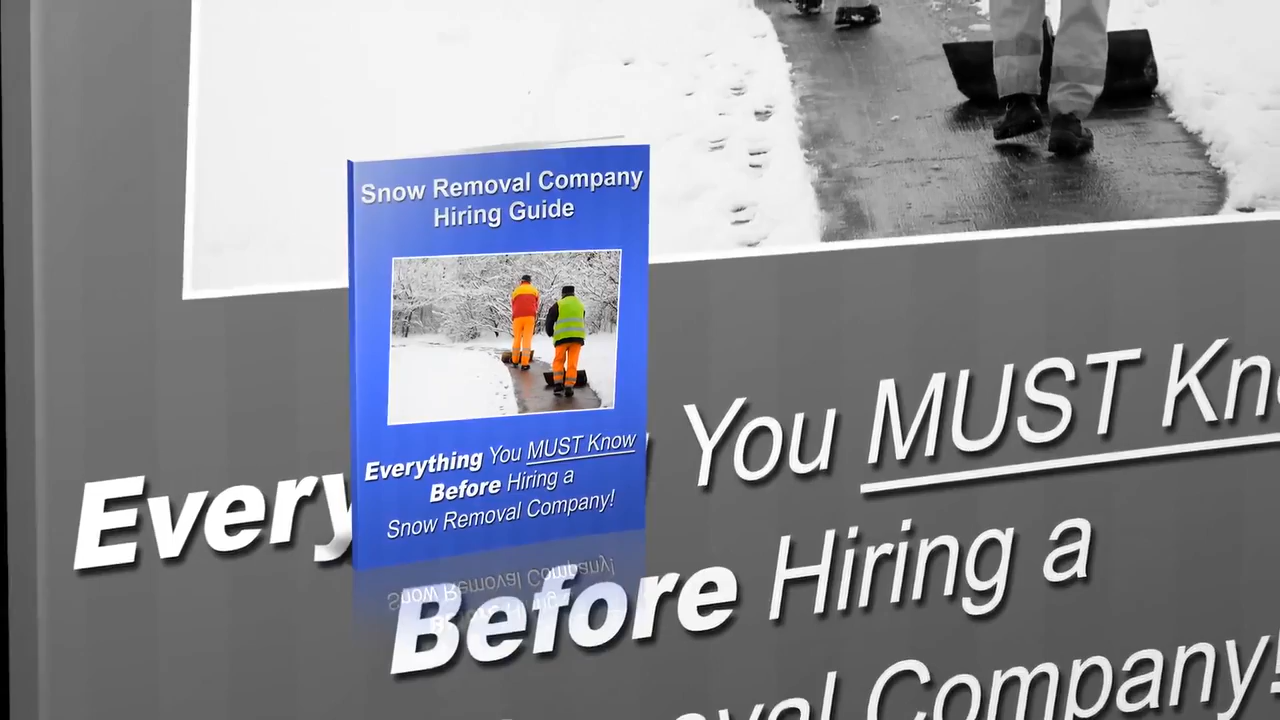 Snow Removal Company
Hiring Guide
Everything You MUST Know
Before Hiring a
Snow Removal Company!
Every You MUST Kn
Before Hiring a
Company!